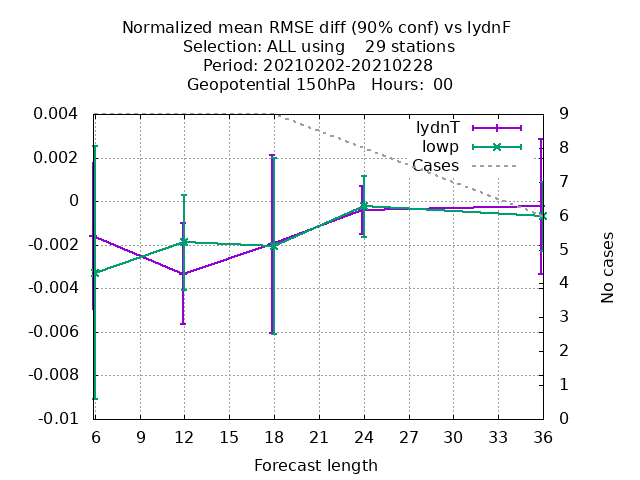 Normalized mean RMSE diff (90% conf) vs lydnF
Selection: ALL using    29 stations
Period: 20210202-20210228
Geopotential 150hPa   Hours:  00
0.004
0.002
0
-0.002
-0.004
-0.006
-0.008
-0.01
9
8
7
6
5
4
3
2
1
0
lydnT
lowp
Cases
No cases
6 9 12 15 18 21 24 27 30 33 36
Forecast length